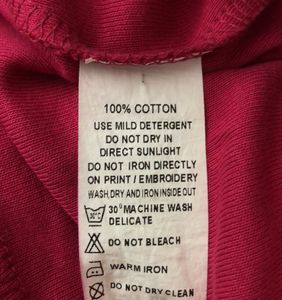 100% COTTON
USE MILD DETERGENT
DO NOT DRY IN
DIRECT SUNLIGHT
DO NOT IRON DIRECTLY
ON PRINT / EMBROIDERY
WASH, DRY AND IRON INSIDE OUT
30° MACHINE WASH
DELICATE
DO NOT BLEACH
WARM IRON
DO NOT DRY CLEAN